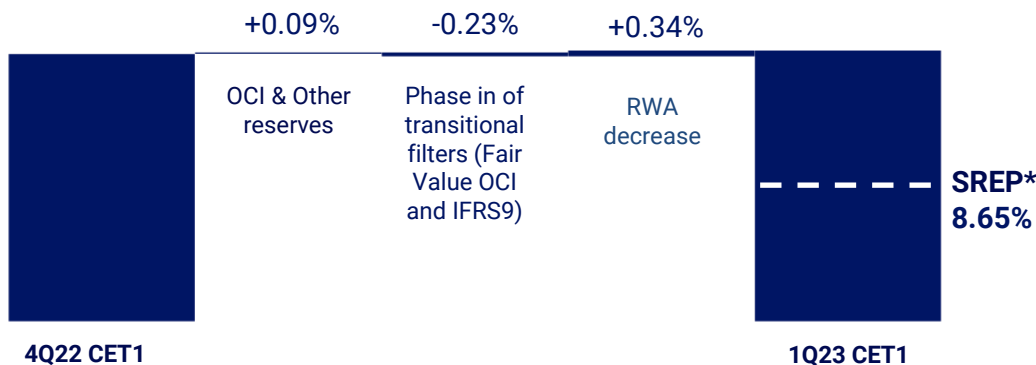 +0.09%
-0.23%
+0.34%
OCI & Other
reserves
Phase in of
transitional
filters (Fair
Value OCI
and IFRS9)
RWA
decrease
SREP*
8.65%
4Q22 CET1
1Q23 CET1